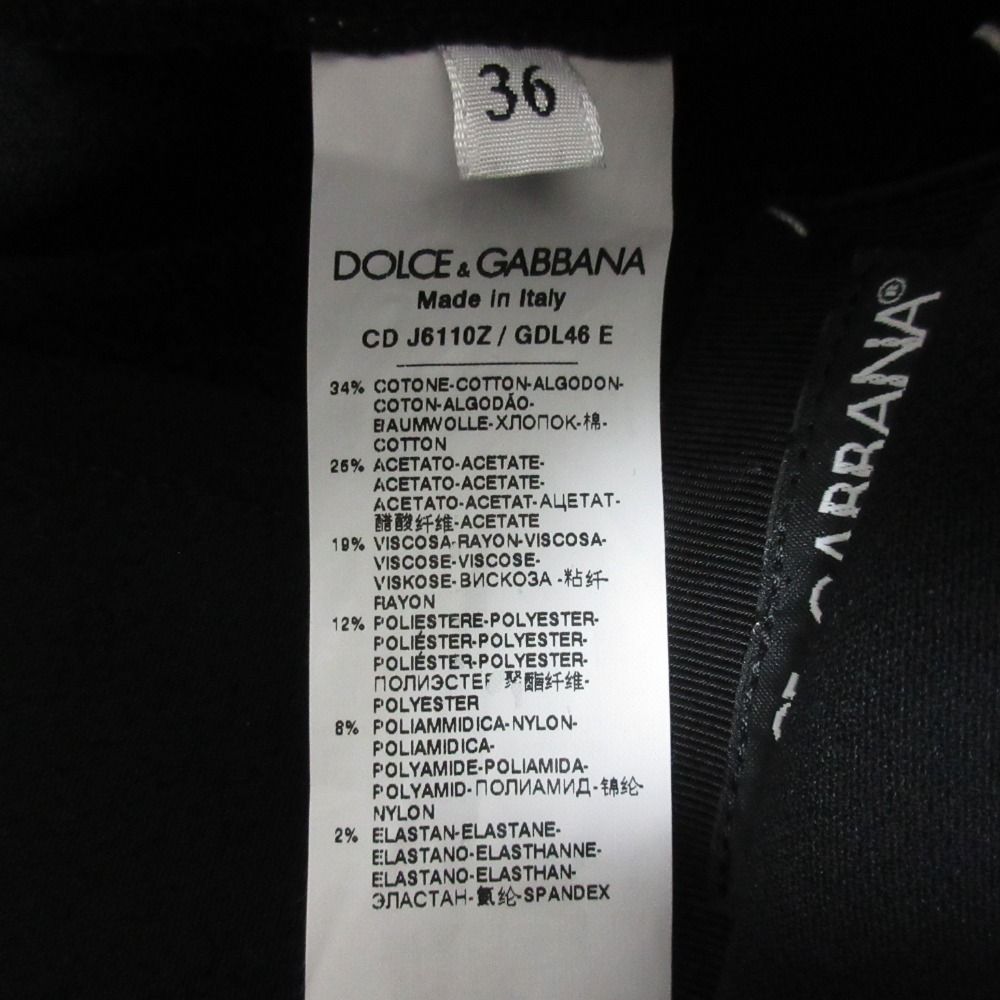 36
DOLCE & GABBANA
Made in Italy
CD J6110Z / GDL46 E
34% COTONE-COTTON-ALGODON-
COTON-ALGODÃO-
BAUMWOLLE-ХЛОПОК-棉-
COTTON
25% ACETATO-ACETATE-
ACETATO-ACETATE-
ACETATO-ACETAT-АЦЕТАТ-
醋酸纤维-ACETATE
19% VISCOSA-RAYON-VISCOSA-
VISCOSE-VISCOSE-
VISKOSE-ВИСКОЗА -粘纤-
RAYON
12% POLIESTERE-POLYESTER-
POLIÉSTER-POLYESTER-
POLIÉSTER-POLYESTER-
ПОЛИЭСТЕР 聚酯纤维-
POLYESTER
8% POLIAMMIDICA-NYLON-
POLIAMIDICA-
POLYAMIDE-POLIAMIDA-
POLYAMID-ПОЛИАМИД-锦纶-
NYLON
2% ELASTAN-ELASTANE-
ELASTANO-ELASTHANNE-
ELASTANO-ELASTHAN-
ЭЛАСТАН-氨纶-SPANDEX
GABBANA®